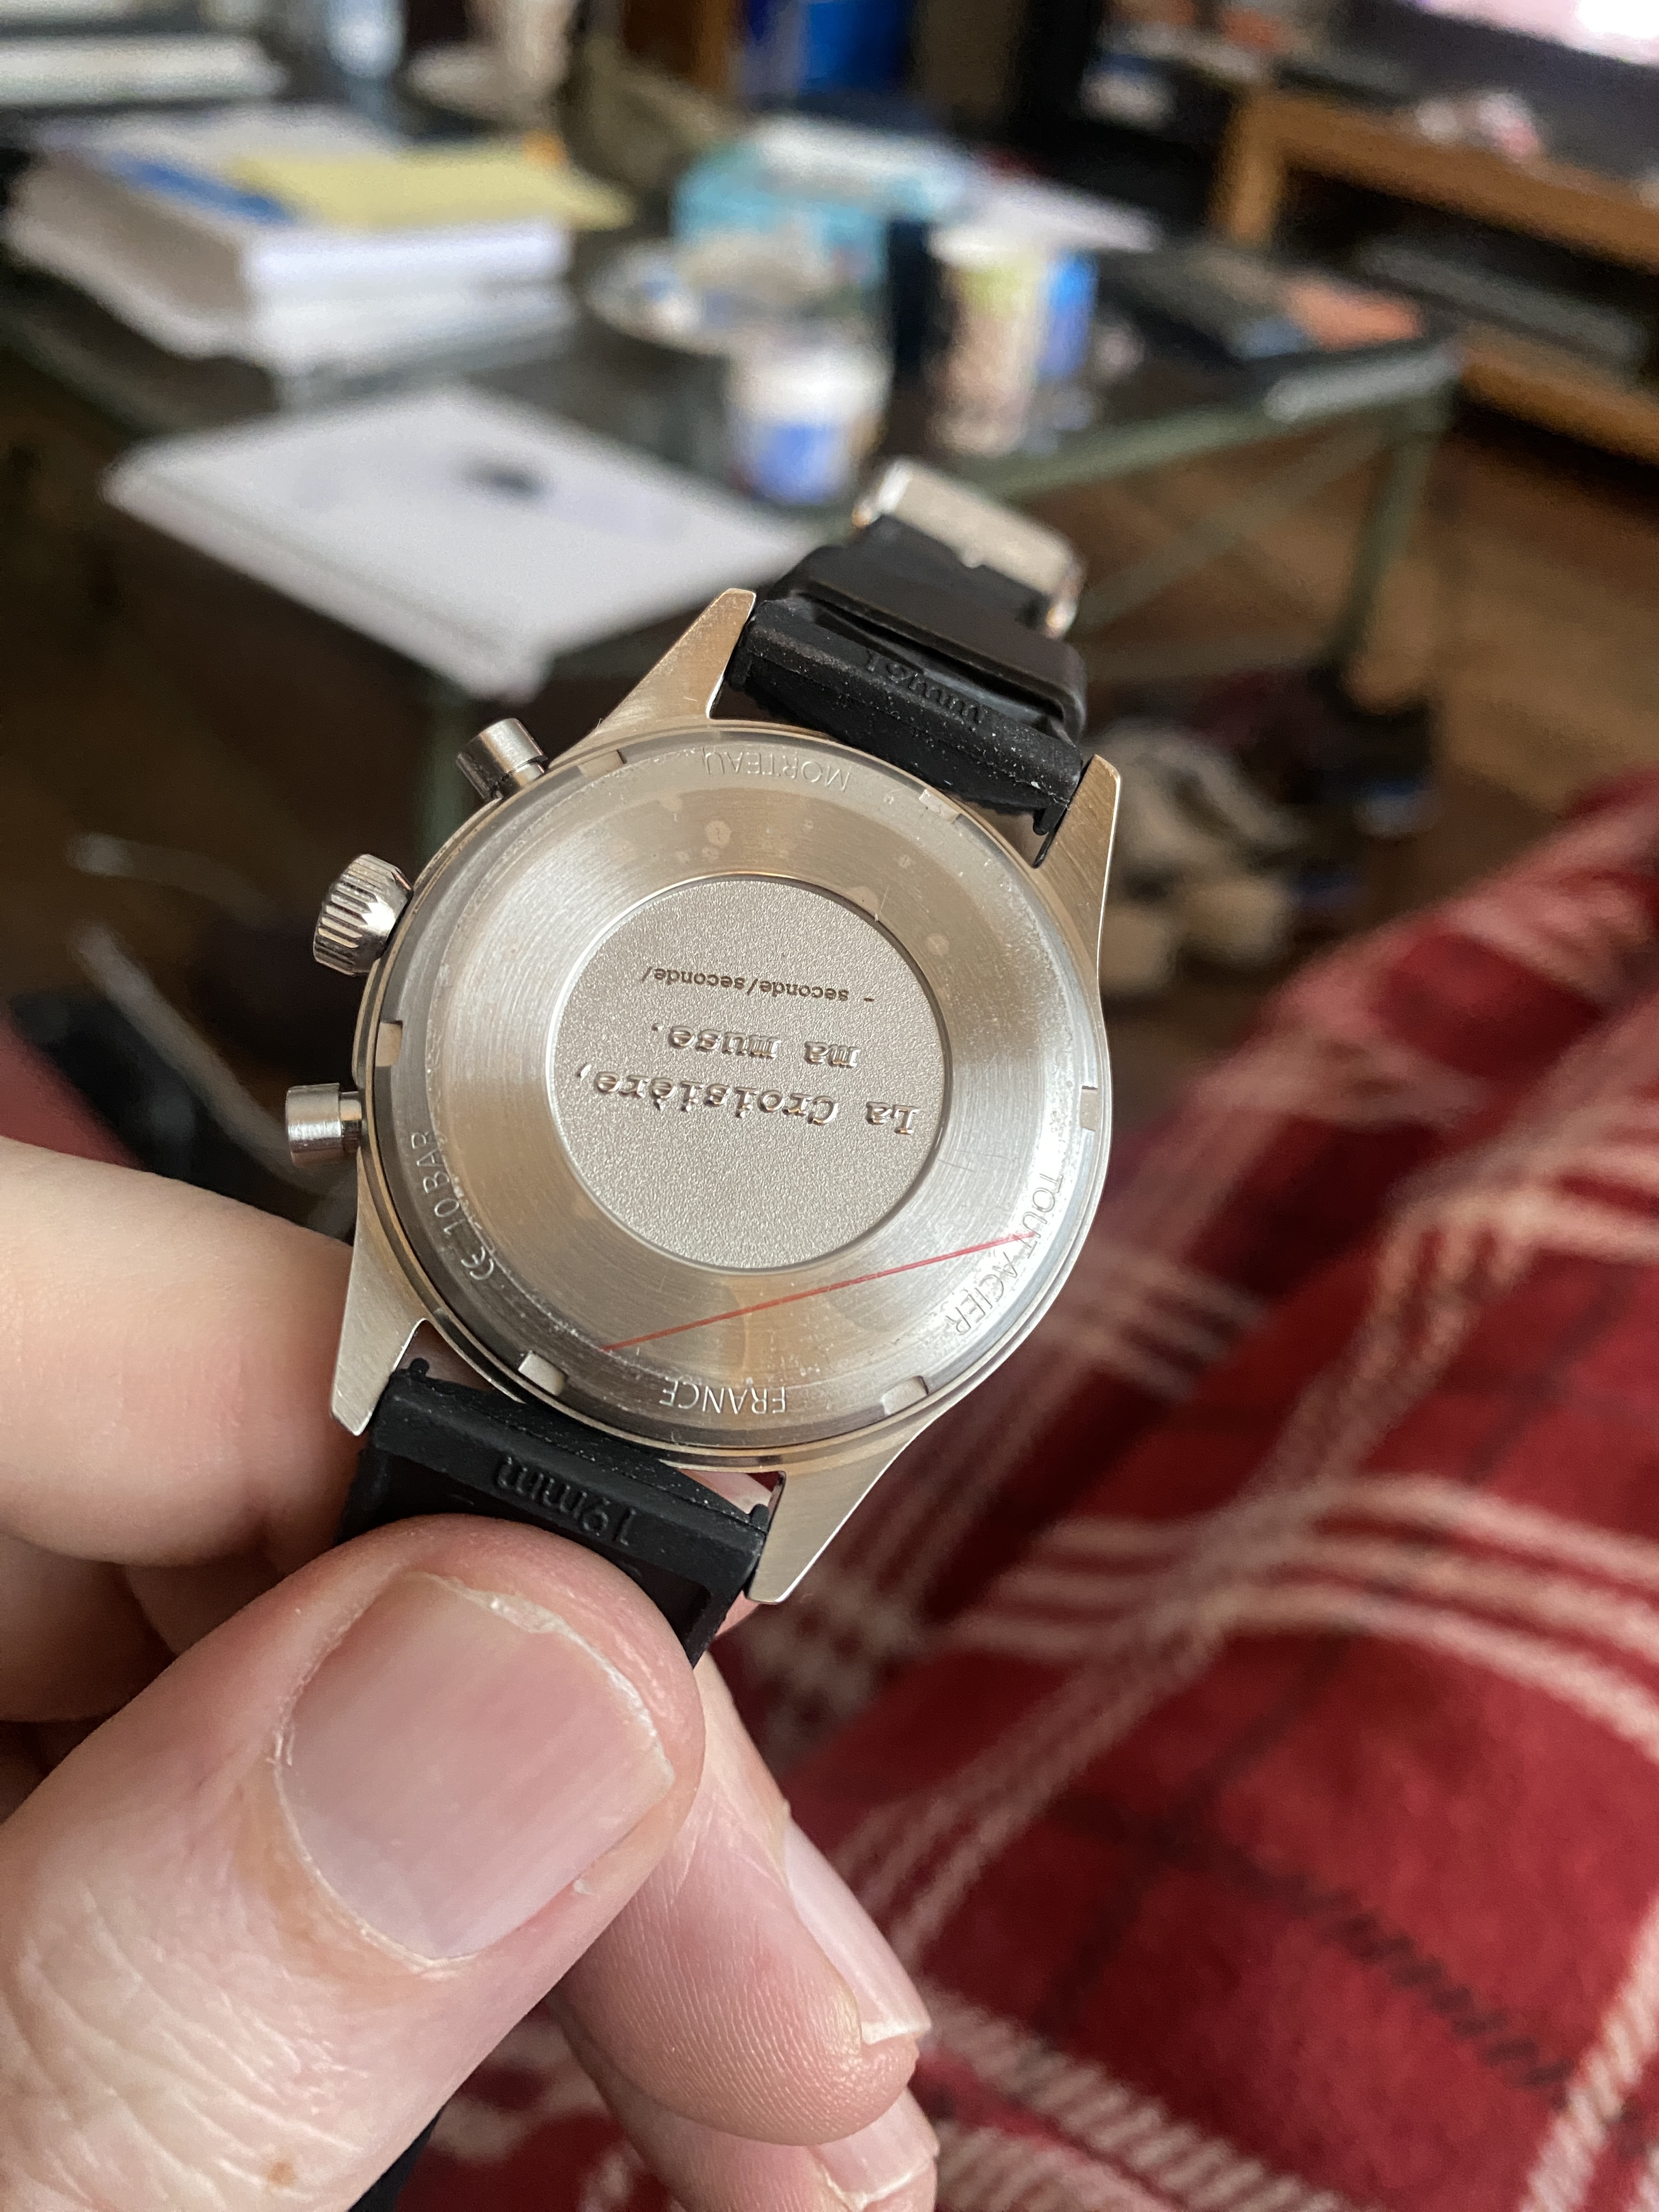 La Croisière,
ma muse.
- seconde/seconde/
FRANCE
TOUT ACIER
MORTEAU
10 BAR CE
19mm
19mm